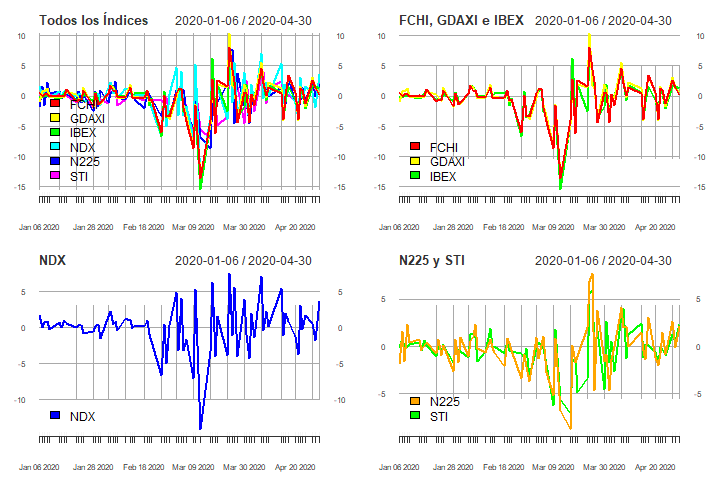 Todos los Índices 2020-01-06 / 2020-04-30
10 10
5 5
0 0
-5 -5
-10 -10
-15 -15
FCHI
GDAXI
IBEX
NDX
N225
STI
Jan 06 2020 Jan 28 2020 Feb 18 2020 Mar 09 2020 Mar 30 2020 Apr 20 2020
FCHI, GDAXI e IBEX 2020-01-06 / 2020-04-30
10 10
5 5
0 0
-5 -5
-10 -10
-15 -15
FCHI
GDAXI
IBEX
Jan 06 2020 Jan 28 2020 Feb 18 2020 Mar 09 2020 Mar 30 2020 Apr 20 2020
NDX 2020-01-06 / 2020-04-30
5 5
0 0
-5 -5
-10 -10
NDX
Jan 06 2020 Jan 28 2020 Feb 18 2020 Mar 09 2020 Mar 30 2020 Apr 20 2020
N225 y STI 2020-01-06 / 2020-04-30
5 5
0 0
-5 -5
N225
STI
Jan 06 2020 Jan 28 2020 Feb 18 2020 Mar 09 2020 Mar 30 2020 Apr 20 2020